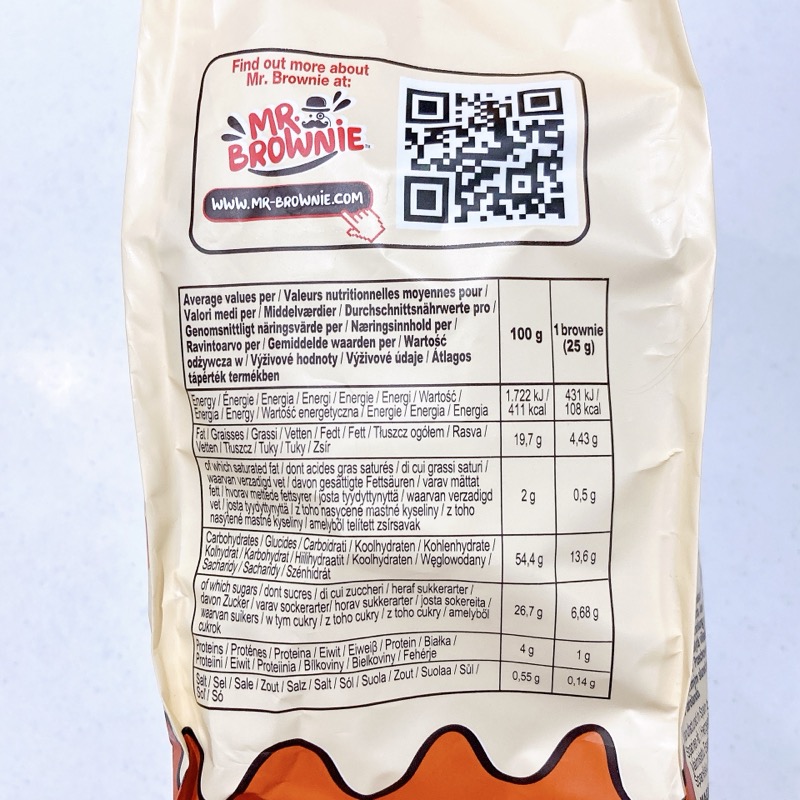 Find out more about
Mr. Brownie at:
MR.
BROWNIE
www.MR-BROWNIE.COM
Average values per / Valeurs nutritionnelles moyennes pour /
Valori medi per / Middelværdier / Durchschnittsnährwerte pro /
Genomsnittligt näringsvärde per / Næringsinnhold per /
Ravintoarvo per / Gemiddelde waarden per / Wartość
odżywcza w / Výživové hodnoty / Výživové údaje / Átlagos
tápérték termékben
100 g
1 brownie
(25 g)
Energy / Énergie / Energia / Energi / Energie / Energi / Wartość /
Energia / Energy / Wartość energetyczna / Energie / Energia / Energia
1.722 kJ /
411 kcal
431 kJ /
108 kcal
Fat / Graisses / Grassi / Vetten / Fedt / Fett / Tłuszcz ogółem / Rasva /
Vetten / Tłuszcz / Tuky / Tuky / Zsír
19,7 g
4,43 g
of which saturated fat / dont acides gras saturés / di cui grassi saturi /
waarvan verzadigd vet / davon gesättigte Fettsäuren / varav mättat
fett / hvorav mettede fettsyrer / josta tyydyttynyttä / waarvan verzadigd
vet / josta tyydyttynyttä / z toho nasycené mastné kyseliny / z toho
nasýtené mastné kyseliny / amelyből telített zsírsavak
2 g
0,5 g
Carbohydrates / Glucides / Carboidrati / Koolhydraten / Kohlenhydrate /
Kolhydrat / Karbohydrat / Hiilihydraatit / Koolhydraten / Węglowodany /
Sacharidy / Sacharidy / Szénhidrát
54,4 g
13,6 g
of which sugars / dont sucres / di cui zuccheri / heraf sukkerarter /
davon Zucker / varav sockerarter/ horav sukkerarter / josta sokereita /
waarvan suikers / w tym cukry / z toho cukry / z toho cukry / amelyből
cukrok
26,7 g
6,68 g
Proteins / Proténes / Proteina / Eiwit / Eiweiß / Protein / Białka /
Proteiini / Eiwit / Proteiinia / Bílkoviny / Bielkoviny / Fehérje
4 g
1 g
Salt / Sel / Sale / Zout / Salz / Salt / Sól / Suola / Zout / Suolaa / Sůl /
Soľ / Só
0,55 g
0,14 g